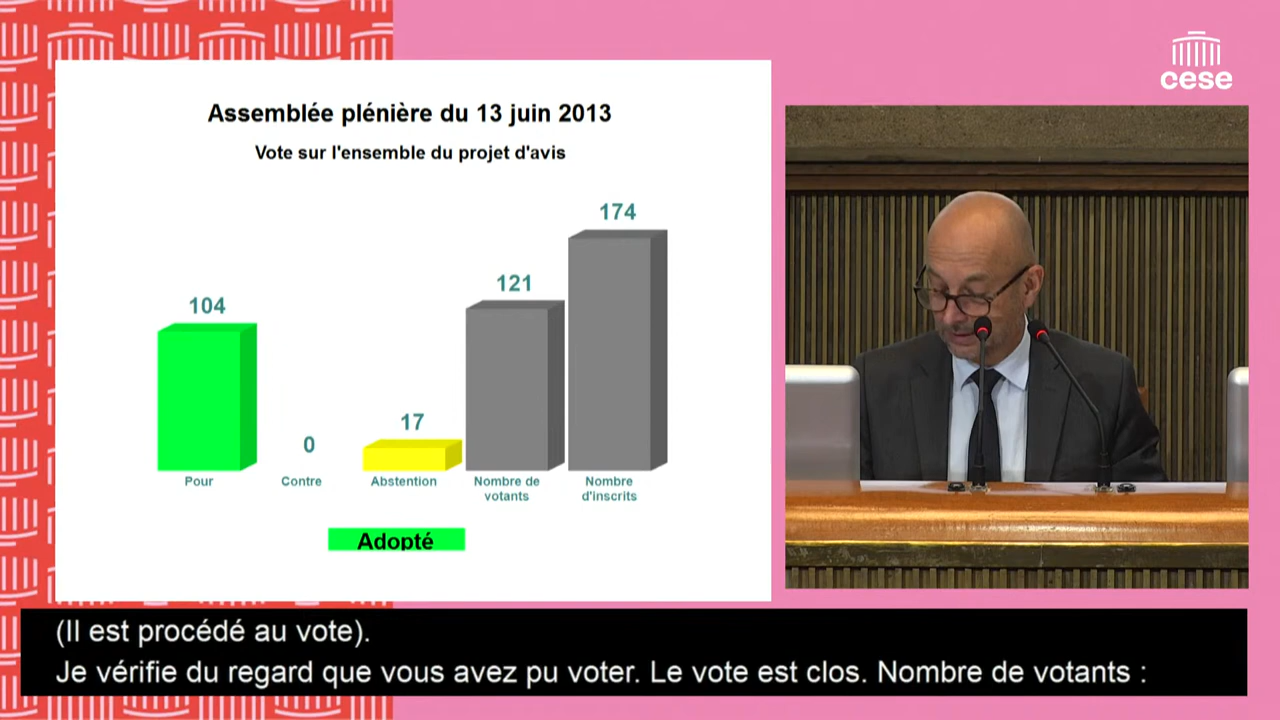 cese
Assemblée plénière du 13 juin 2013
Vote sur l'ensemble du projet d'avis
174
121
104
17
0
Pour
Contre
Abstention
Nombre de
votants
Nombre
d'inscrits
Adopté
(Il est procédé au vote).
Je vérifie du regard que vous avez pu voter. Le vote est clos. Nombre de votants :